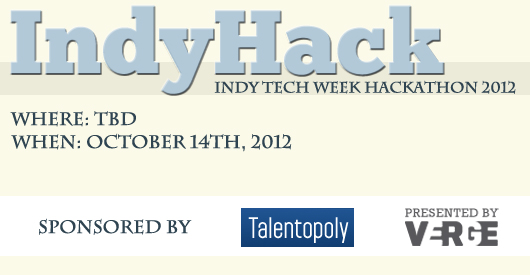 IndyHack
INDY TECH WEEK HACKATHON 2012
WHERE: TBD
WHEN: OCTOBER 14TH, 2012
SPONSORED BY
Talentopoly
PRESENTED BY
VERGE